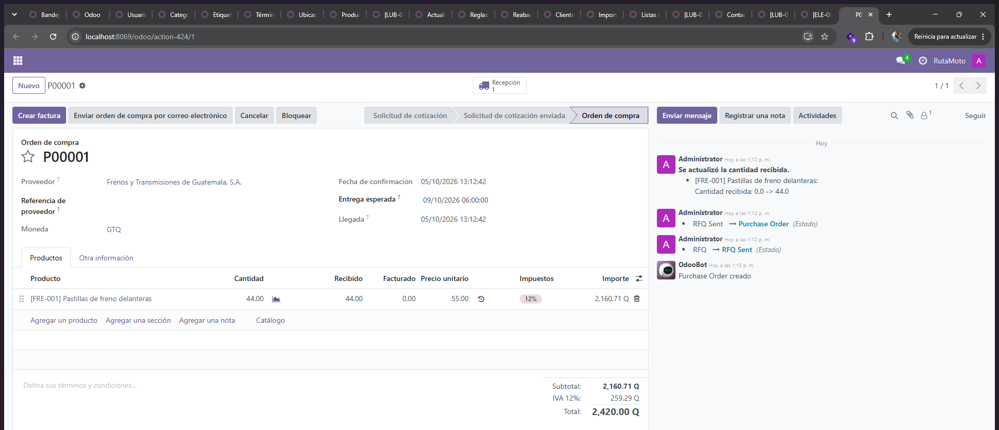 Bandej
Odoo
Usuari
Catego
Etiquet
Términ
Ubicac
Produc
[LUB-0
Actuali
Reglas
Reabas
Cliente
Import
Listas d
[LUB-0
Contac
[LUB-0
[ELE-00
P0
localhost:8069/odoo/action-424/1
9
Reinicia para actualizar
4
RutaMoto
A
Nuevo
P00001
Recepción
1
1 / 1
Crear factura
Enviar orden de compra por correo electrónico
Cancelar
Bloquear
Solicitud de cotización
Solicitud de cotización enviada
Orden de compra
Enviar mensaje
Registrar una nota
Actividades
1
Seguir
Orden de compra
P00001
Proveedor ?
Frenos y Transmisiones de Guatemala, S.A.
Referencia de
proveedor ?
Moneda
GTQ
Fecha de confirmación
05/10/2026 13:12:42
Entrega esperada ?
09/10/2026 06:00:00
Llegada ?
05/10/2026 13:12:42
Productos
Otra información
Producto
Cantidad
Recibido
Facturado
Precio unitario
Impuestos
Importe
[FRE-001] Pastillas de freno delanteras
44.00
44.00
0.00
55.00
12%
2,160.71 Q
Agregar un producto
Agregar una sección
Agregar una nota
Catálogo
Defina sus términos y condiciones...
Subtotal:
2,160.71 Q
IVA 12%:
259.29 Q
Total:
2,420.00 Q
Hoy
A
Administrator Hoy a las 1:12 p. m.
Se actualizó la cantidad recibida.
• [FRE-001] Pastillas de freno delanteras:
Cantidad recibida: 0.0 -> 44.0
A
Administrator Hoy a las 1:12 p. m.
• RFQ Sent → Purchase Order (Estado)
A
Administrator Hoy a las 1:12 p. m.
• RFQ → RFQ Sent (Estado)
OdooBot Hoy a las 1:12 p. m.
Purchase Order creado